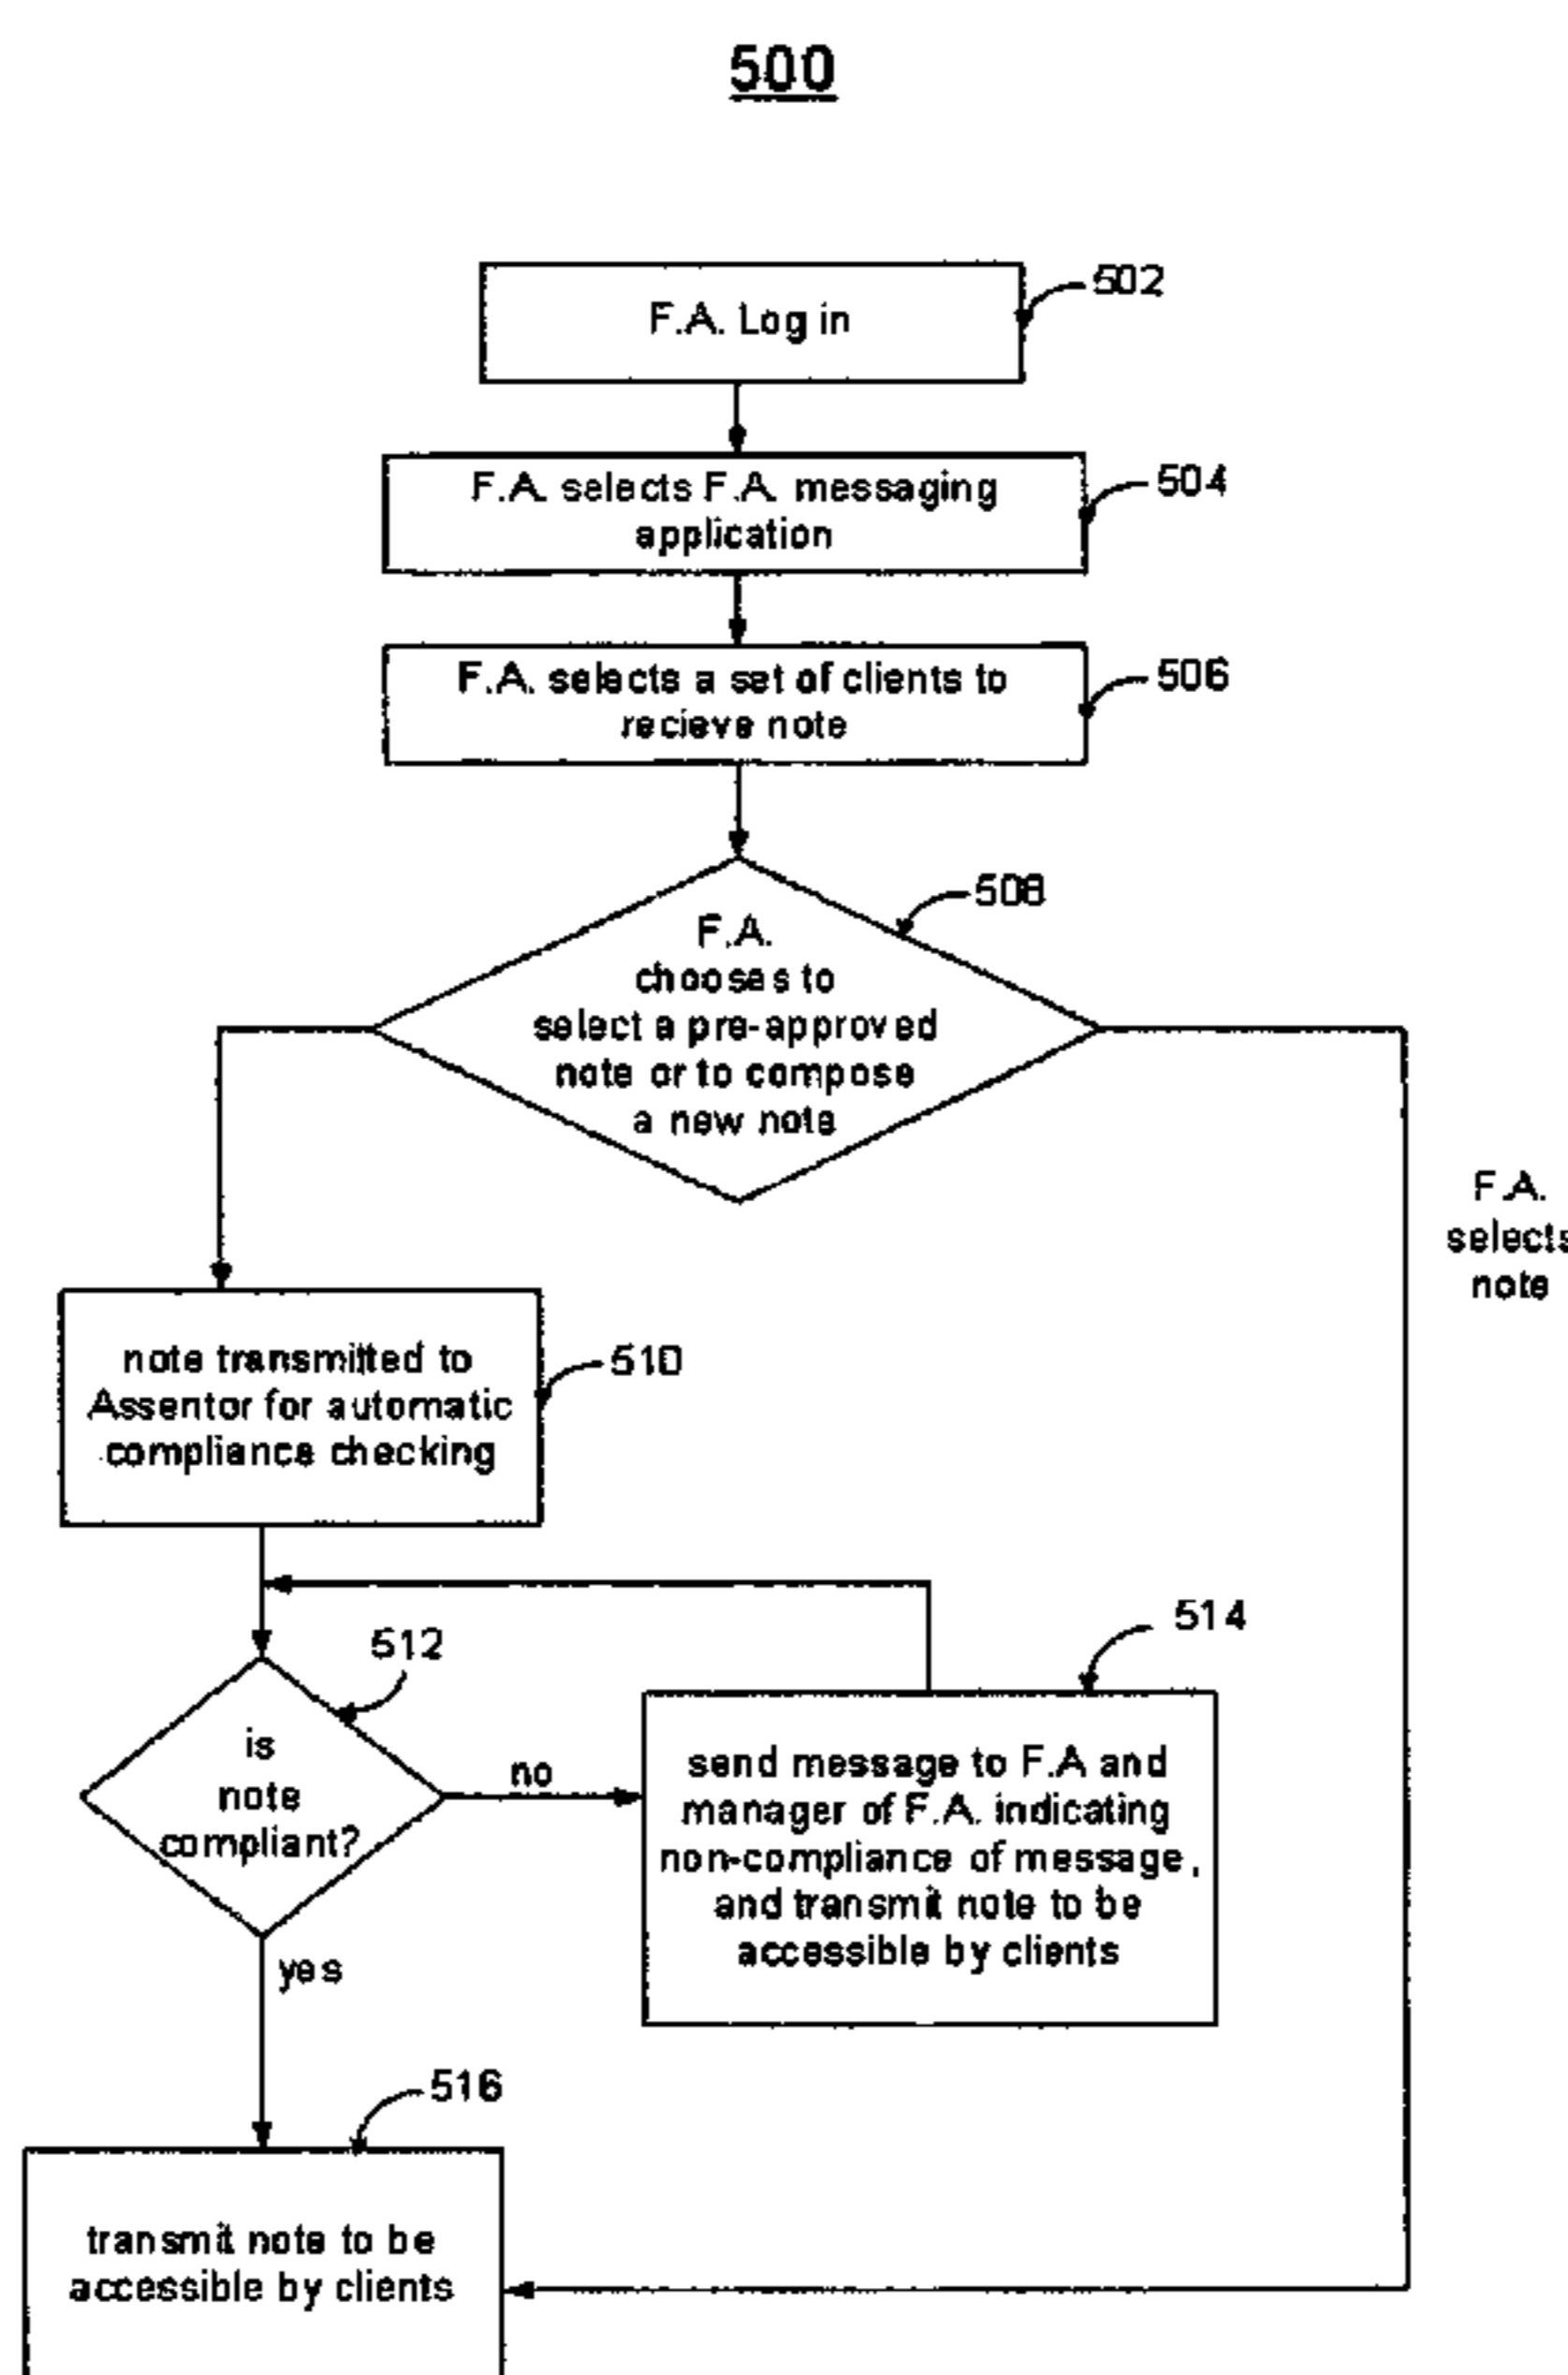 500
F.A. Log in
502
F.A. selects F.A. messaging
application
504
F.A. selects a set of clients to
recieve note
506
F.A.
chooses to
select a pre-approved
note or to compose
a new note
508
F.A.
selects
note
note transmitted to
Assentor for automatic
compliance checking
510
512
514
is
note
compliant?
no
send message to F.A and
manager of F.A. indicating
non-compliance of message,
and transmit note to be
accessible by clients
yes
516
transmit note to be
accessible by clients